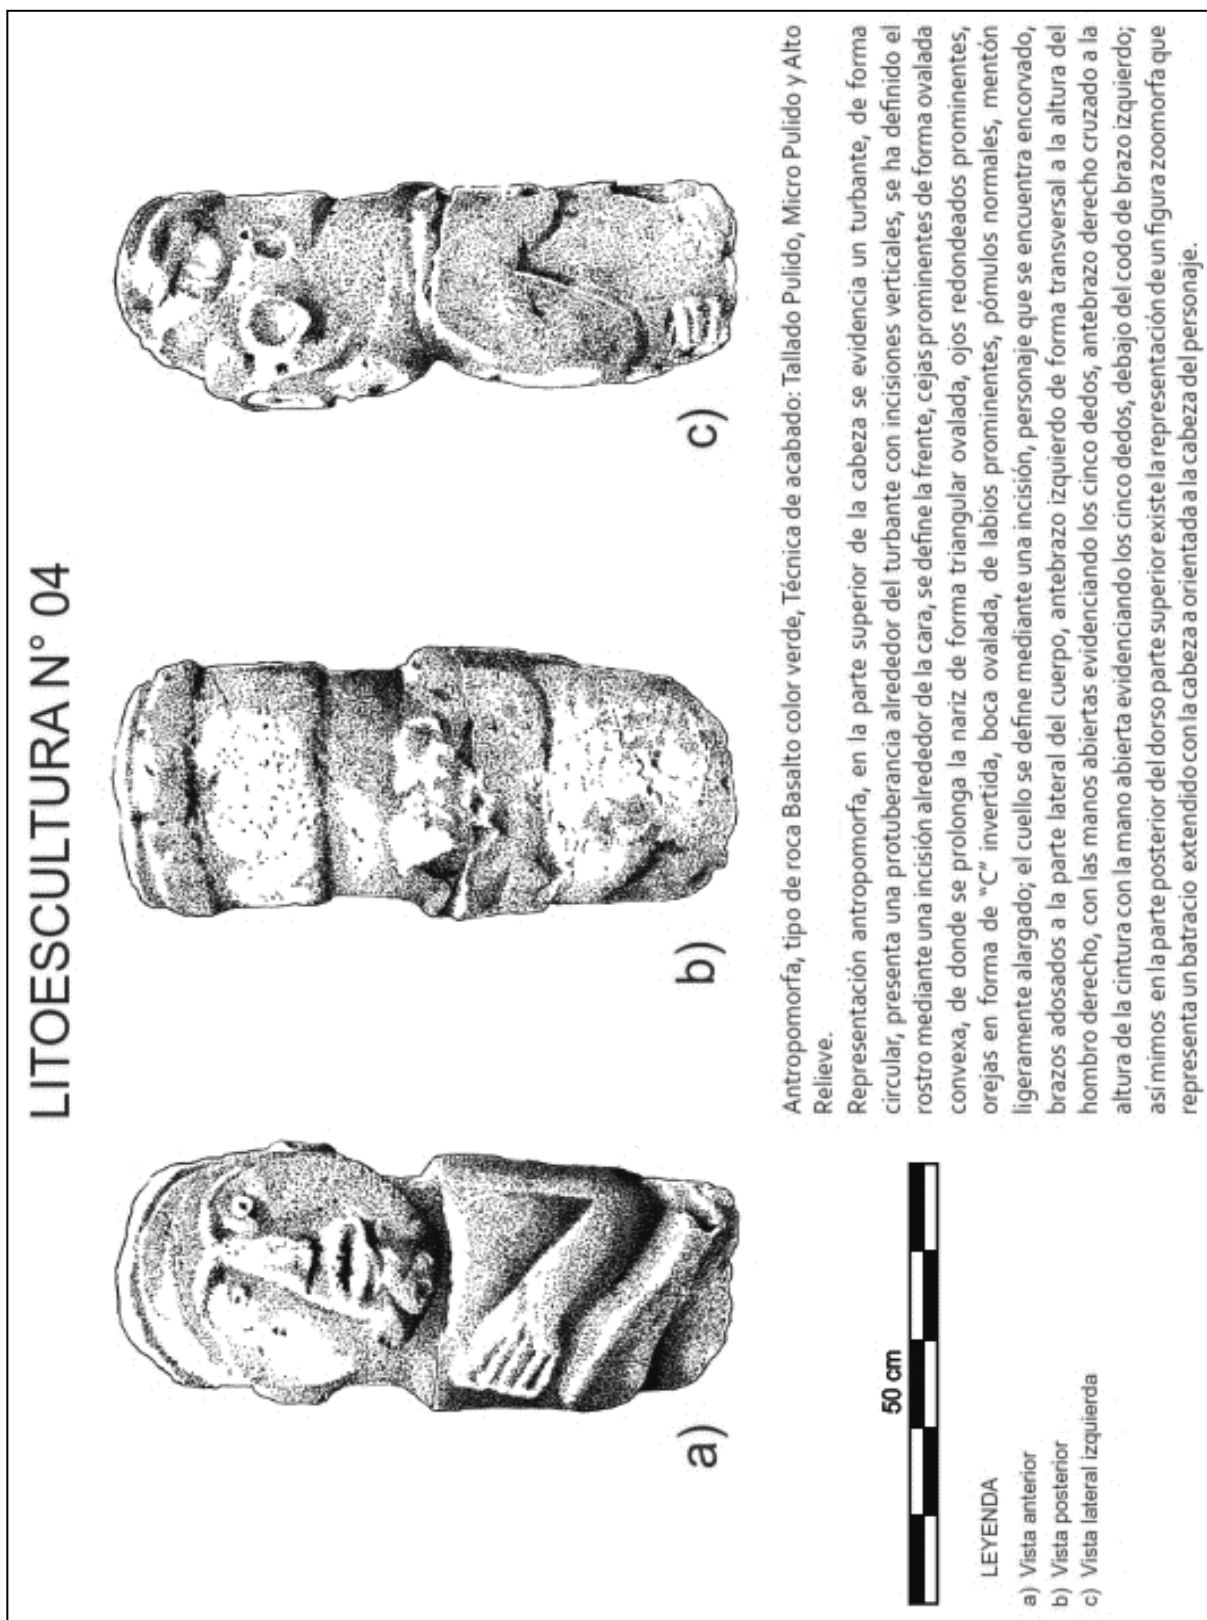 LITOESCULTURA N° 04
a)
b)
c)
50 cm
LEYENDA
a) Vista anterior
b) Vista posterior
c) Vista lateral izquierda
Antropomorfa, tipo de roca Basalto color verde, Técnica de acabado: Tallado Pulido, Micro Pulido y Alto
Relieve.
Representación antropomorfa, en la parte superior de la cabeza se evidencia un turbante, de forma
circular, presenta una protuberancia alrededor del turbante con incisiones verticales, se ha definido el
rostro mediante una incisión alrededor de la cara, se define la frente, cejas prominentes de forma ovalada
convexa, de donde se prolonga la nariz de forma triangular ovalada, ojos redondeados prominentes,
orejas en forma de “C” invertida, boca ovalada, de labios prominentes, pómulos normales, mentón
ligeramente alargado; el cuello se define mediante una incisión, personaje que se encuentra encorvado,
brazos adosados a la parte lateral del cuerpo, antebrazo izquierdo de forma transversal a la altura del
hombro derecho, con las manos abiertas evidenciando los cinco dedos, antebrazo derecho cruzado a la
altura de la cintura con la mano abierta evidenciando los cinco dedos, debajo del codo de brazo izquierdo;
así mimos en la parte posterior del dorso parte superior existe la representación de un figura zoomorfa que
representa un batracio extendido con la cabeza a orientada a la cabeza del personaje.